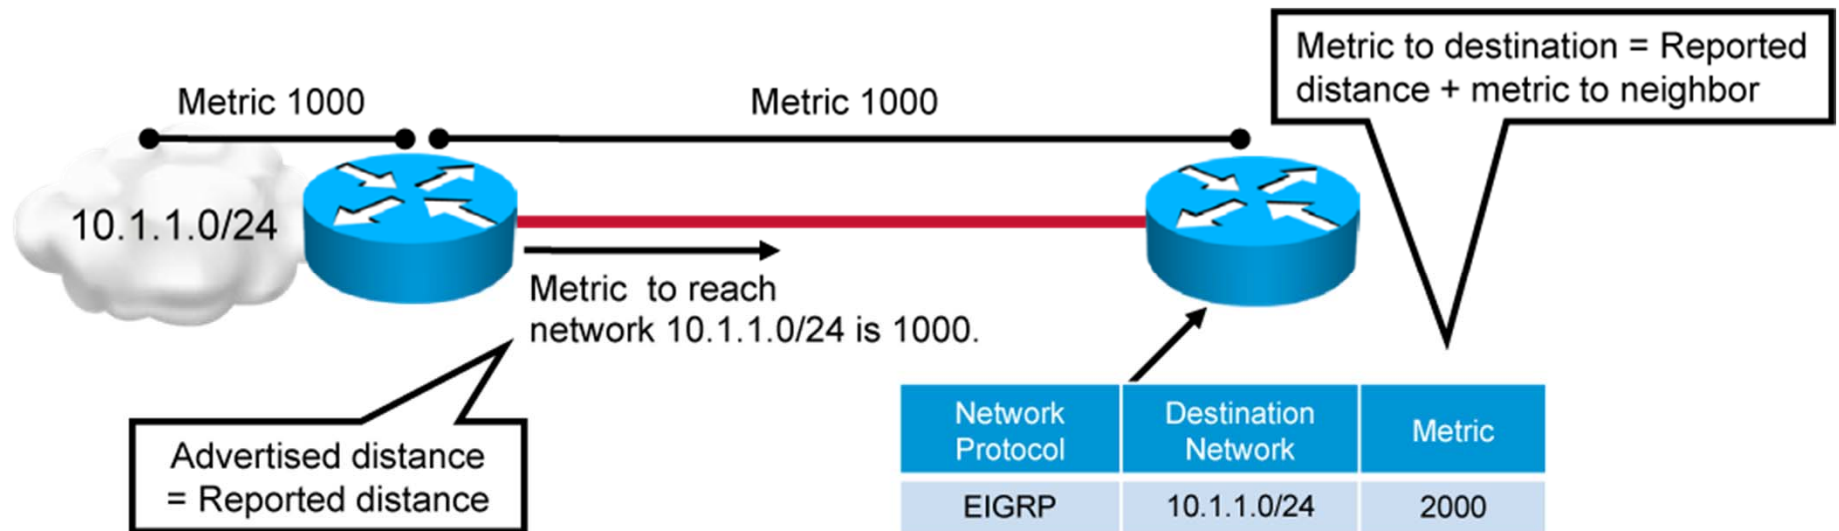 Metric to destination = Reported
distance + metric to neighbor
Metric 1000
Metric 1000
10.1.1.0/24
Metric to reach
network 10.1.1.0/24 is 1000.
Advertised distance
= Reported distance
Network
Protocol
Destination
Network
Metric
EIGRP
10.1.1.0/24
2000